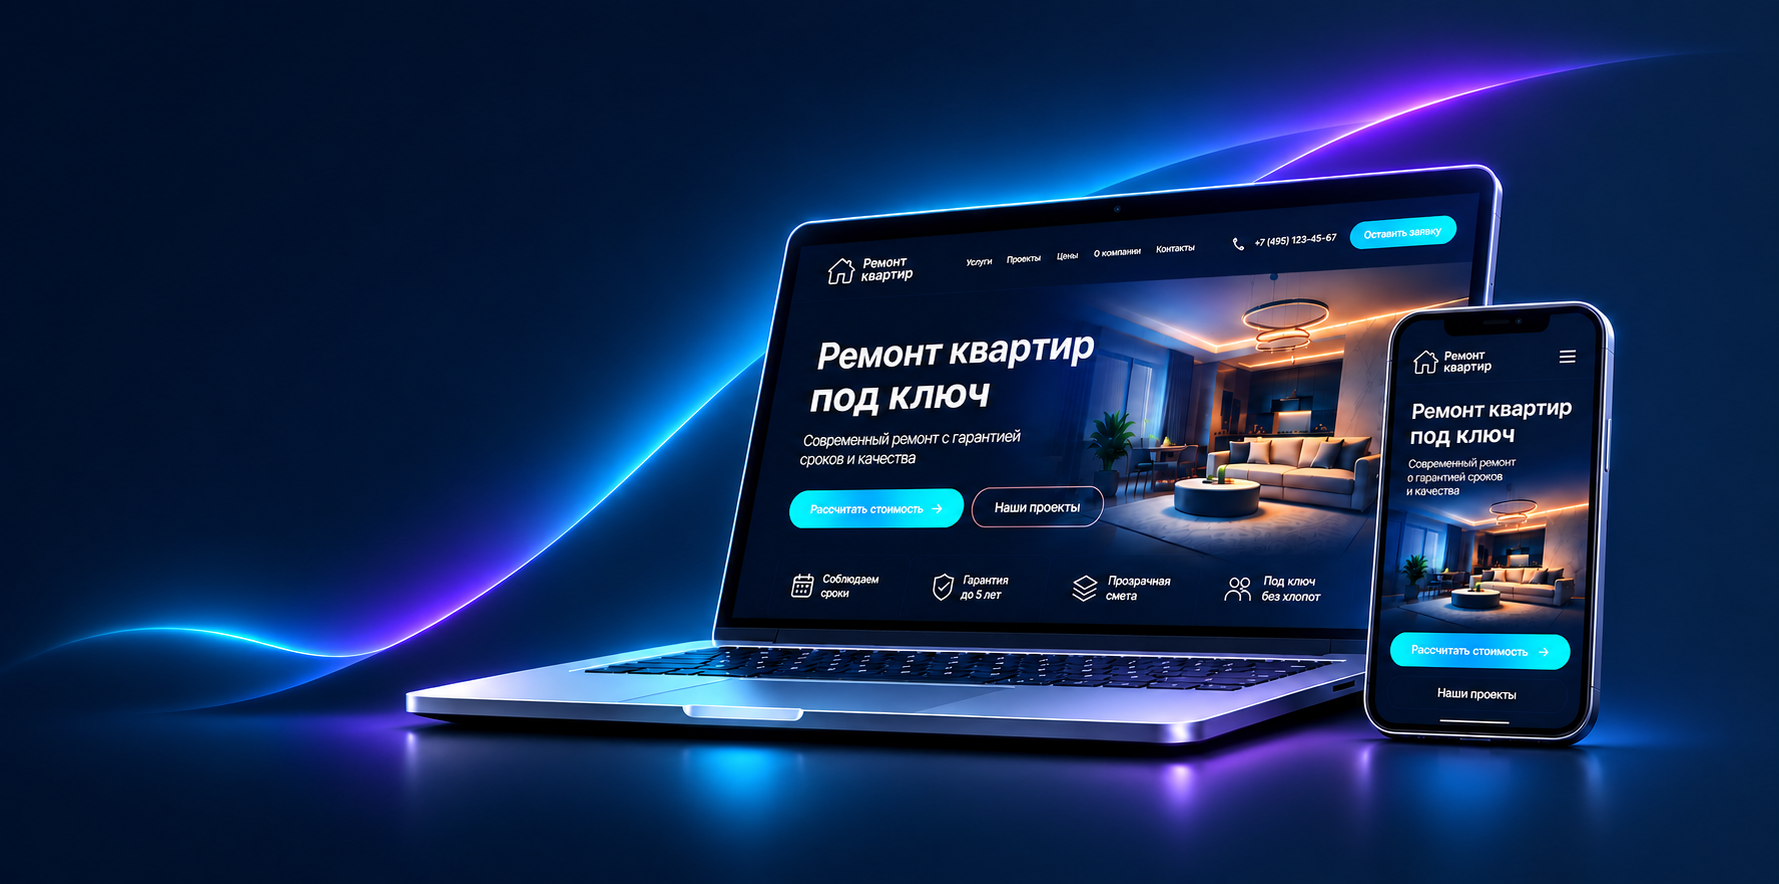 Ремонт
квартир
Услуги Проекты Цены О компании Контакты
+7 (495) 123-45-67
Оставить заявку
Ремонт квартир
под ключ
Современный ремонт с гарантией
сроков и качества
Рассчитать стоимость →
Наши проекты
Соблюдаем
сроки
Гарантия
до 5 лет
Прозрачная
смета
Под ключ
без хлопот
Ремонт
квартир
Ремонт квартир
под ключ
Современный ремонт
о гарантией сроков
и качества
Рассчитать стоимость →
Наши проекты